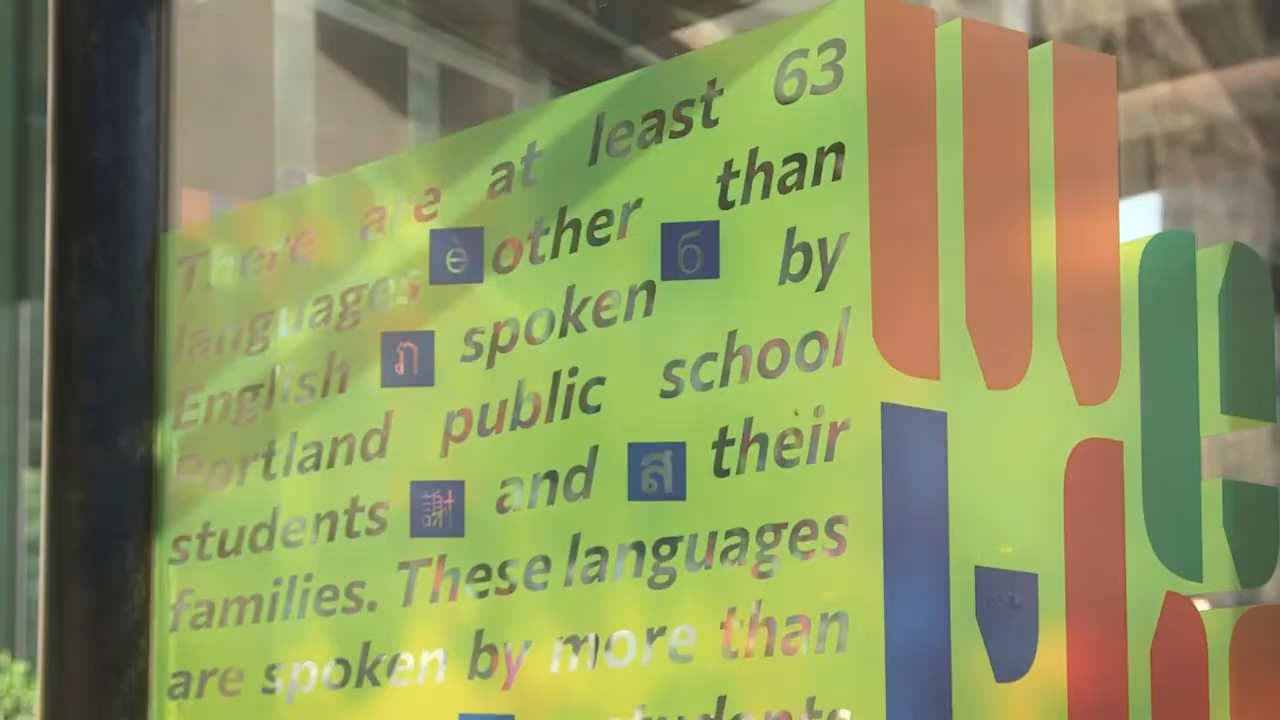 There are at least 63
languages è other than
English ภ spoken б by
Portland public school
students and ส their
families. These languages
are spoken by more than
students